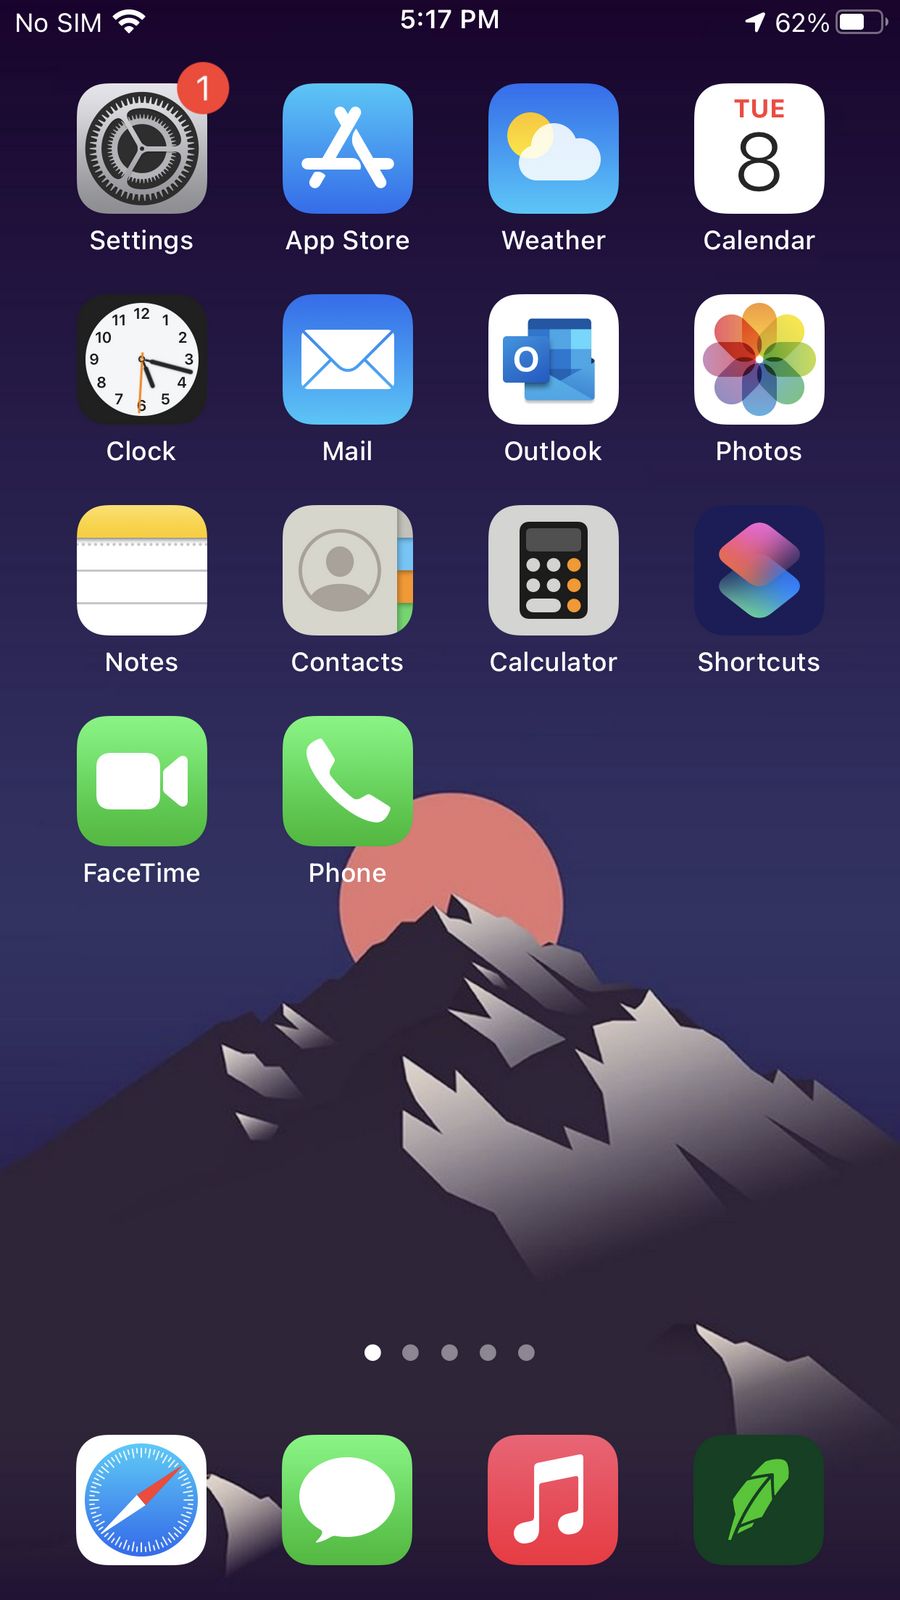 No SIM 5:17 PM 62%
1
TUE
8
Settings App Store Weather Calendar
12
11 1
10 2
9 3
8 4
7 5
6
O
Clock Mail Outlook Photos
Notes Contacts Calculator Shortcuts
FaceTime Phone